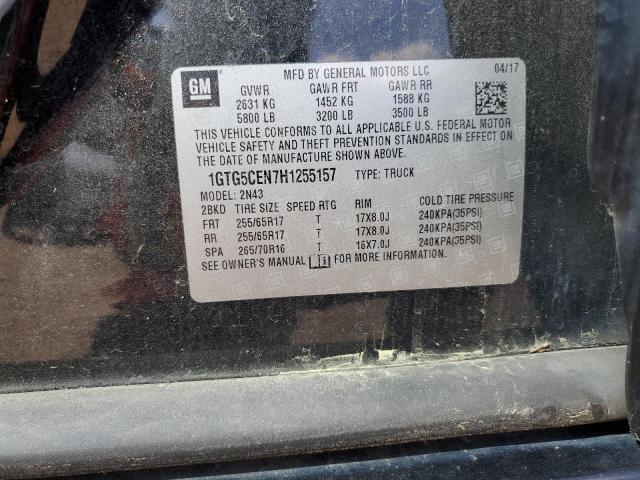 GM
MFD BY GENERAL MOTORS LLC 04/17
GVWR GAWR FRT GAWR RR
2631 KG 1452 KG 1588 KG
5800 LB 3200 LB 3500 LB
THIS VEHICLE CONFORMS TO ALL APPLICABLE U.S. FEDERAL MOTOR
VEHICLE SAFETY AND THEFT PREVENTION STANDARDS IN EFFECT ON
THE DATE OF MANUFACTURE SHOWN ABOVE.
1GTG5CEN7H1255157 TYPE: TRUCK
MODEL: 2N43
2BKD TIRE SIZE SPEED RTG RIM COLD TIRE PRESSURE
FRT 255/65R17 T 17X8.0J 240KPA(35PSI)
RR 255/65R17 T 17X8.0J 240KPA(35PSI)
SPA 265/70R16 T 16X7.0J 240KPA(35PSI)
SEE OWNER'S MANUAL FOR MORE INFORMATION.